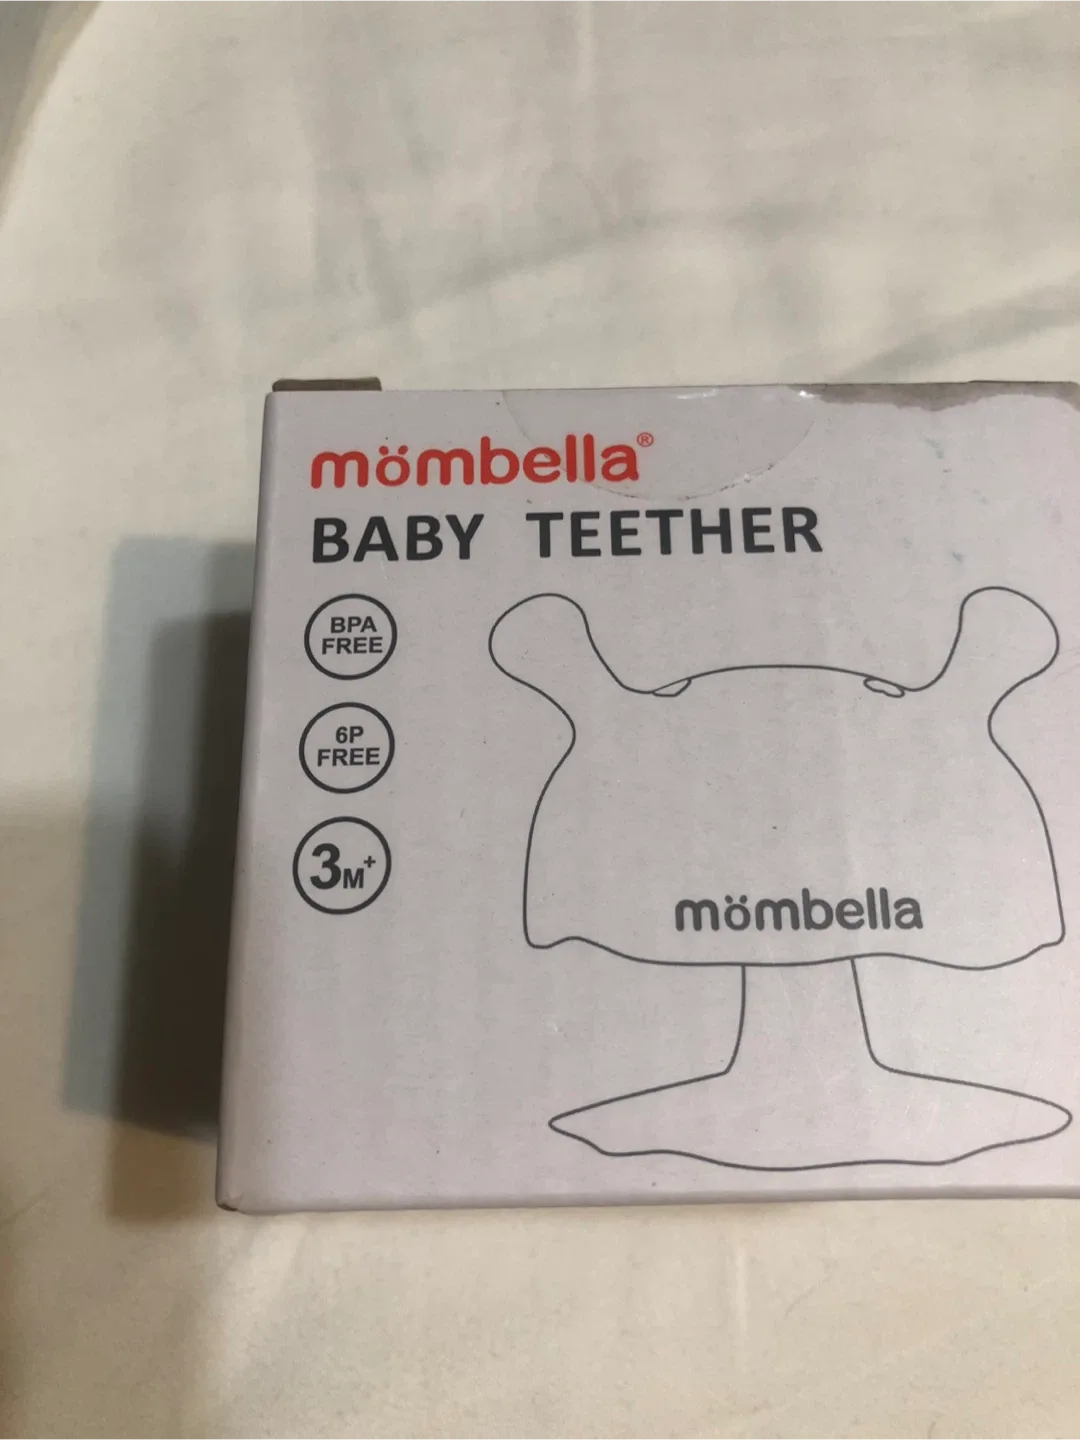 mömbella®
BABY TEETHER
BPA
FREE
6P
FREE
3M+
mömbella